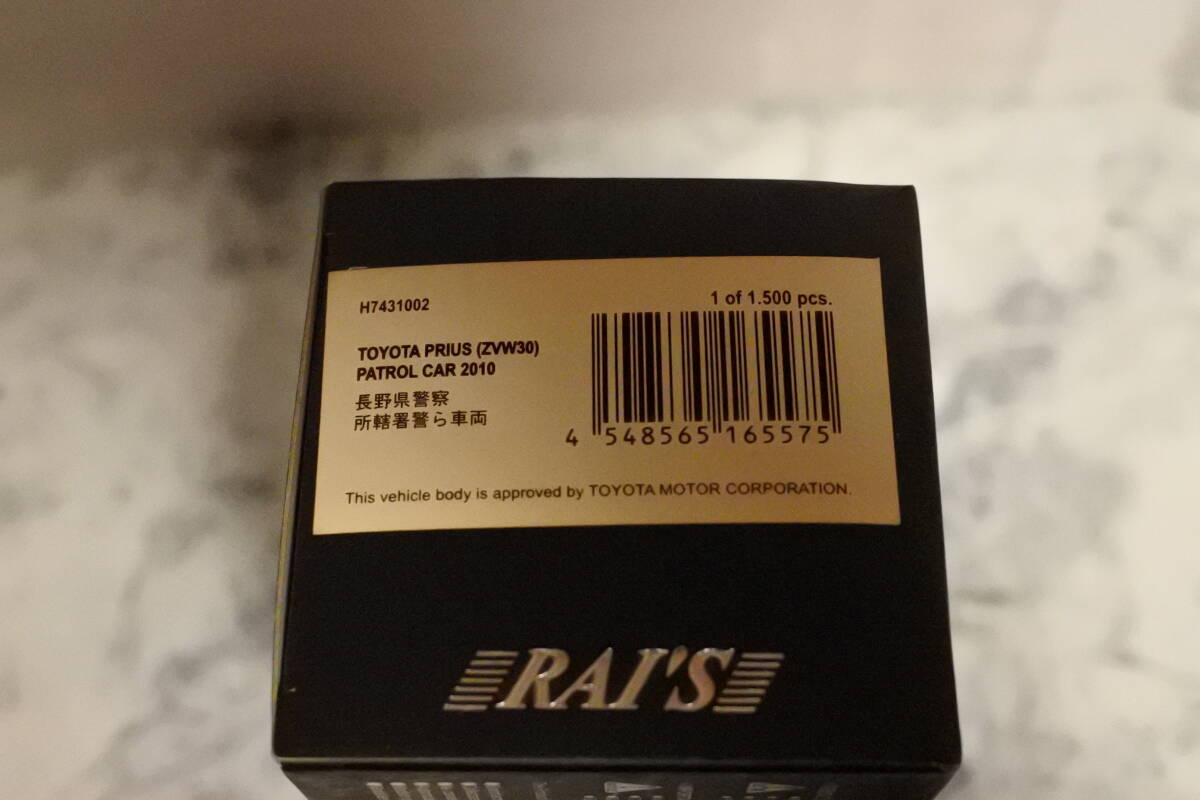 H7431002
1 of 1.500 pcs.
TOYOTA PRIUS (ZVW30)
PATROL CAR 2010
長野県警察
所轄署警ら車両
4 548565 165575
This vehicle body is approved by TOYOTA MOTOR CORPORATION.
RAI'S